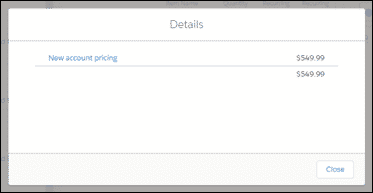 Details
New account pricing
$549.99
$549.99
Close